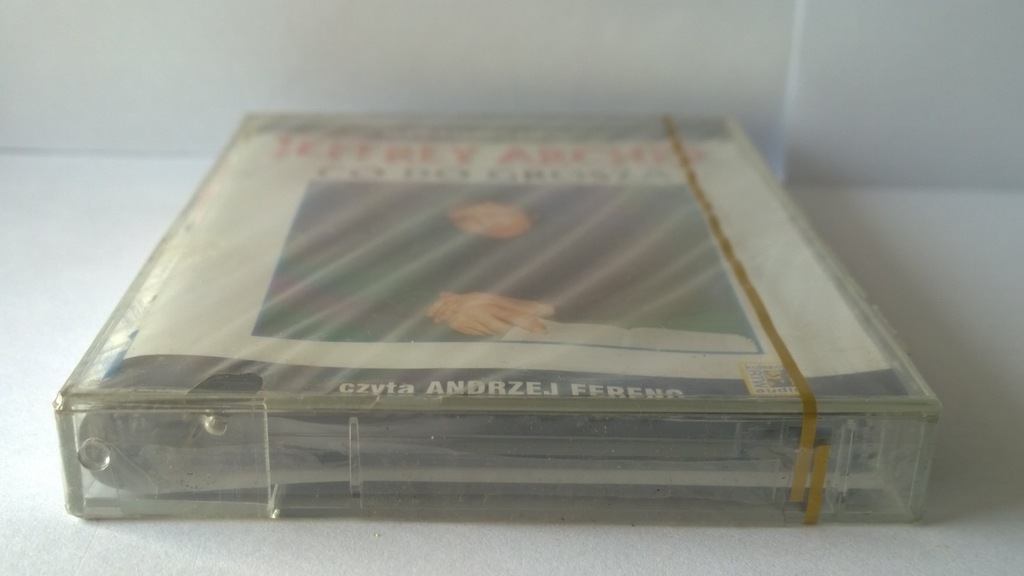 JEFFREY ARCHER
CO DO GROSZA
czyta ANDRZEJ FERENC